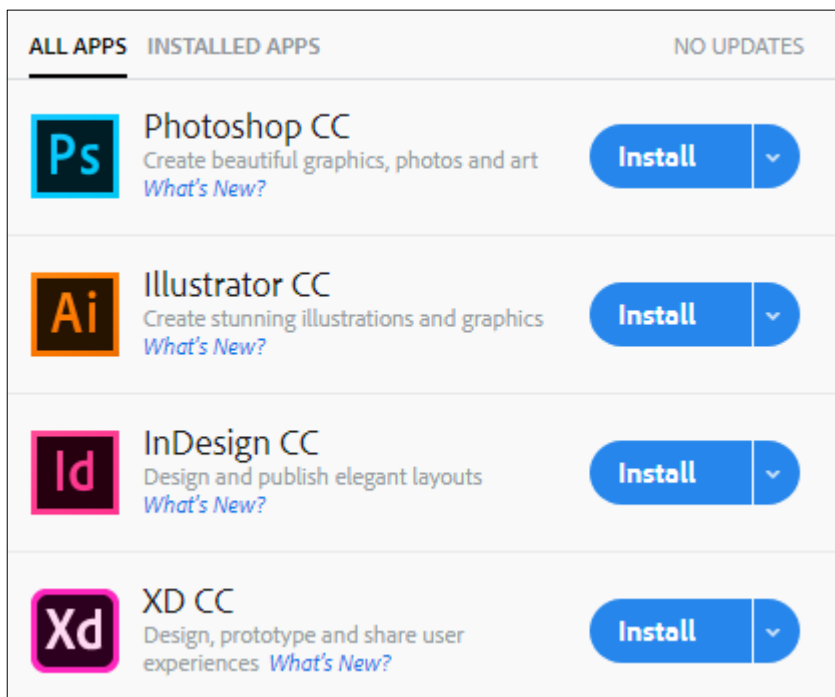 ALL APPS INSTALLED APPS NO UPDATES
Ps
Photoshop CC
Create beautiful graphics, photos and art
What's New?
Install
Ai
Illustrator CC
Create stunning illustrations and graphics
What's New?
Install
Id
InDesign CC
Design and publish elegant layouts
What's New?
Install
Xd
XD CC
Design, prototype and share user
experiences What's New?
Install